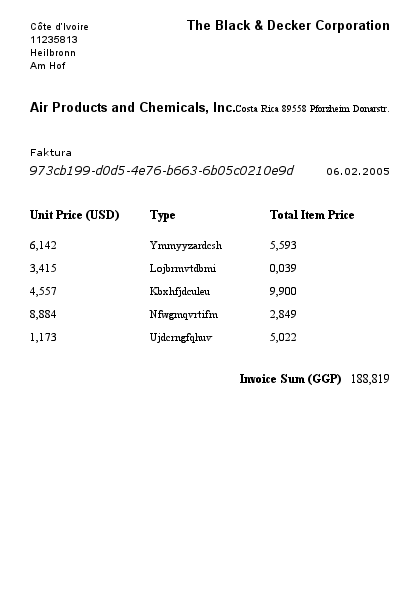 Côte d'Ivoire The Black & Decker Corporation
11235813
Heilbronn
Am Hof
Air Products and Chemicals, Inc. Costa Rica 89558 Pforzheim Donarstr.
Faktura
973cb199-d0d5-4e76-b663-6b05c0210e9d 06.02.2005
Unit Price (USD) Type Total Item Price
6,142 Ymmyyzardcsh 5,593
3,415 Lojbrmvtdbmi 0,039
4,557 Kbxhfjdculeu 9,900
8,884 Nfwgmqvrtifm 2,849
1,173 Ujdcrngfqhuv 5,022
Invoice Sum (GGP) 188,819